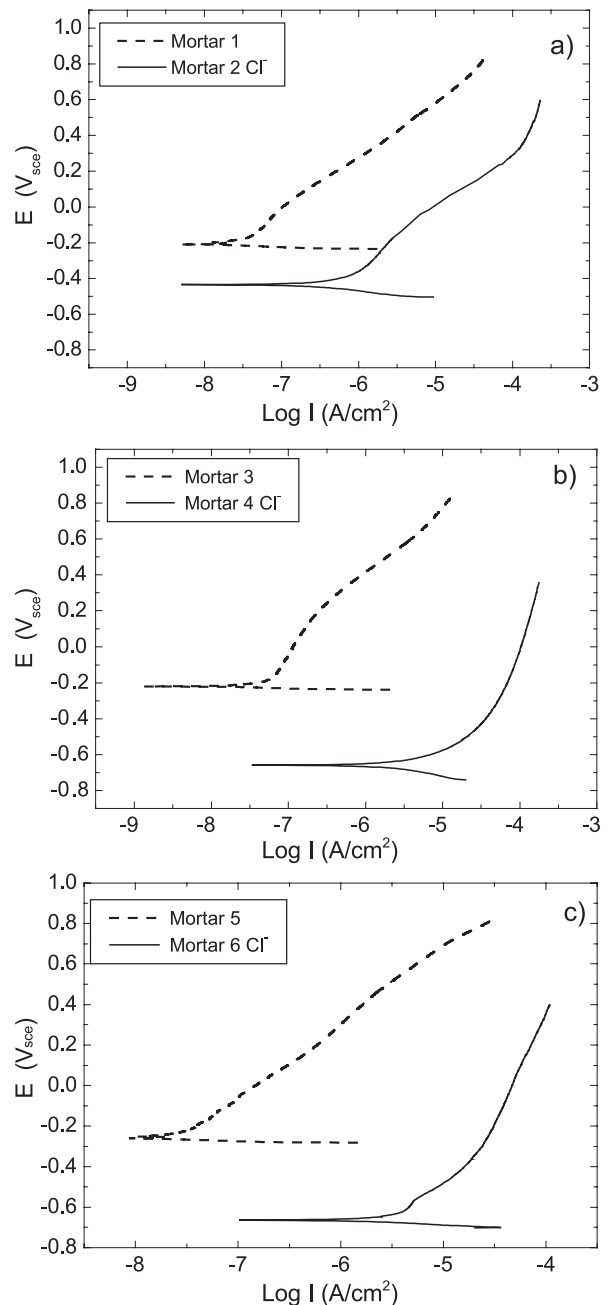 a)
Mortar 1
Mortar 2 Cl⁻
1.0
0.8
0.6
0.4
0.2
0.0
-0.2
-0.4
-0.6
-0.8
E (Vsce)
-9 -8 -7 -6 -5 -4 -3
Log I (A/cm²)
b)
Mortar 3
Mortar 4 Cl⁻
1.0
0.8
0.6
0.4
0.2
0.0
-0.2
-0.4
-0.6
-0.8
E (Vsce)
-9 -8 -7 -6 -5 -4 -3
Log I (A/cm²)
c)
Mortar 5
Mortar 6 Cl⁻
1.0
0.8
0.6
0.4
0.2
0.0
-0.2
-0.4
-0.6
-0.8
E (Vsce)
-8 -7 -6 -5 -4
Log I (A/cm²)